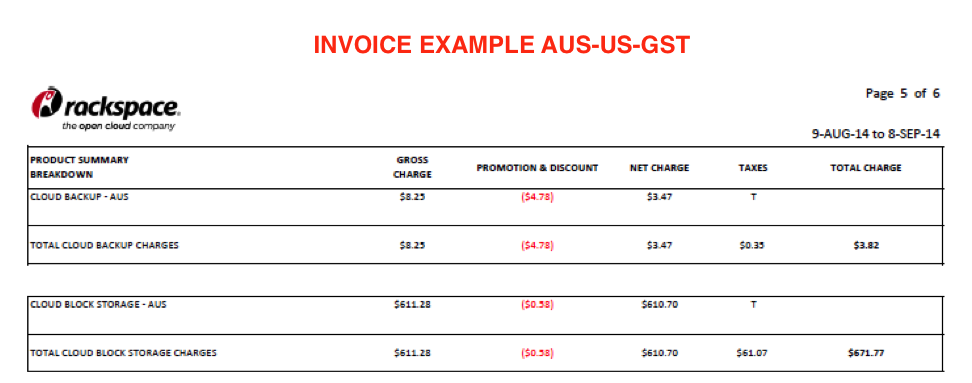 INVOICE EXAMPLE AUS-US-GST
rackspace.
the open cloud company
Page 5 of 6
9-AUG-14 to 8-SEP-14
PRODUCT SUMMARY BREAKDOWN GROSS CHARGE PROMOTION & DISCOUNT NET CHARGE TAXES TOTAL CHARGE
CLOUD BACKUP - AUS $8.25 ($4.78) $3.47 T
TOTAL CLOUD BACKUP CHARGES $8.25 ($4.78) $3.47 $0.35 $3.82
CLOUD BLOCK STORAGE - AUS $611.28 ($0.58) $610.70 T
TOTAL CLOUD BLOCK STORAGE CHARGES $611.28 ($0.58) $610.70 $61.07 $671.77